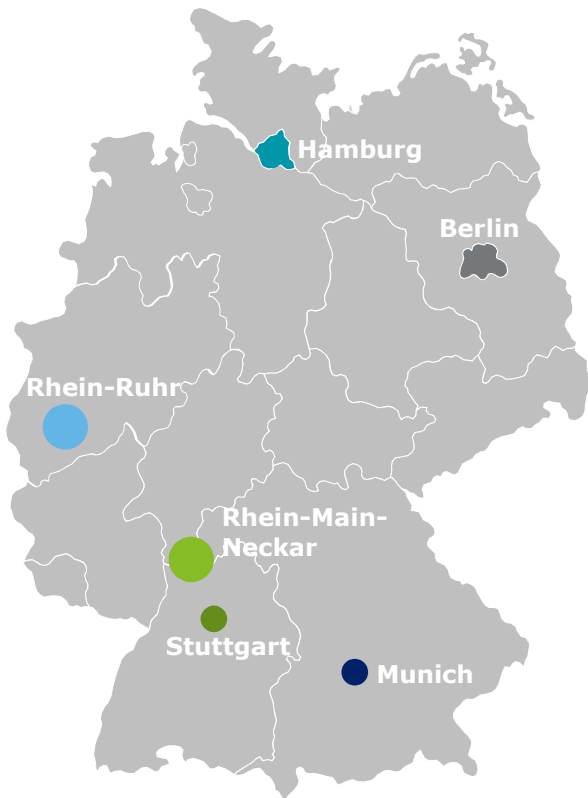 Hamburg
Berlin
Rhein-Ruhr
Rhein-Main-
Neckar
Stuttgart
Munich